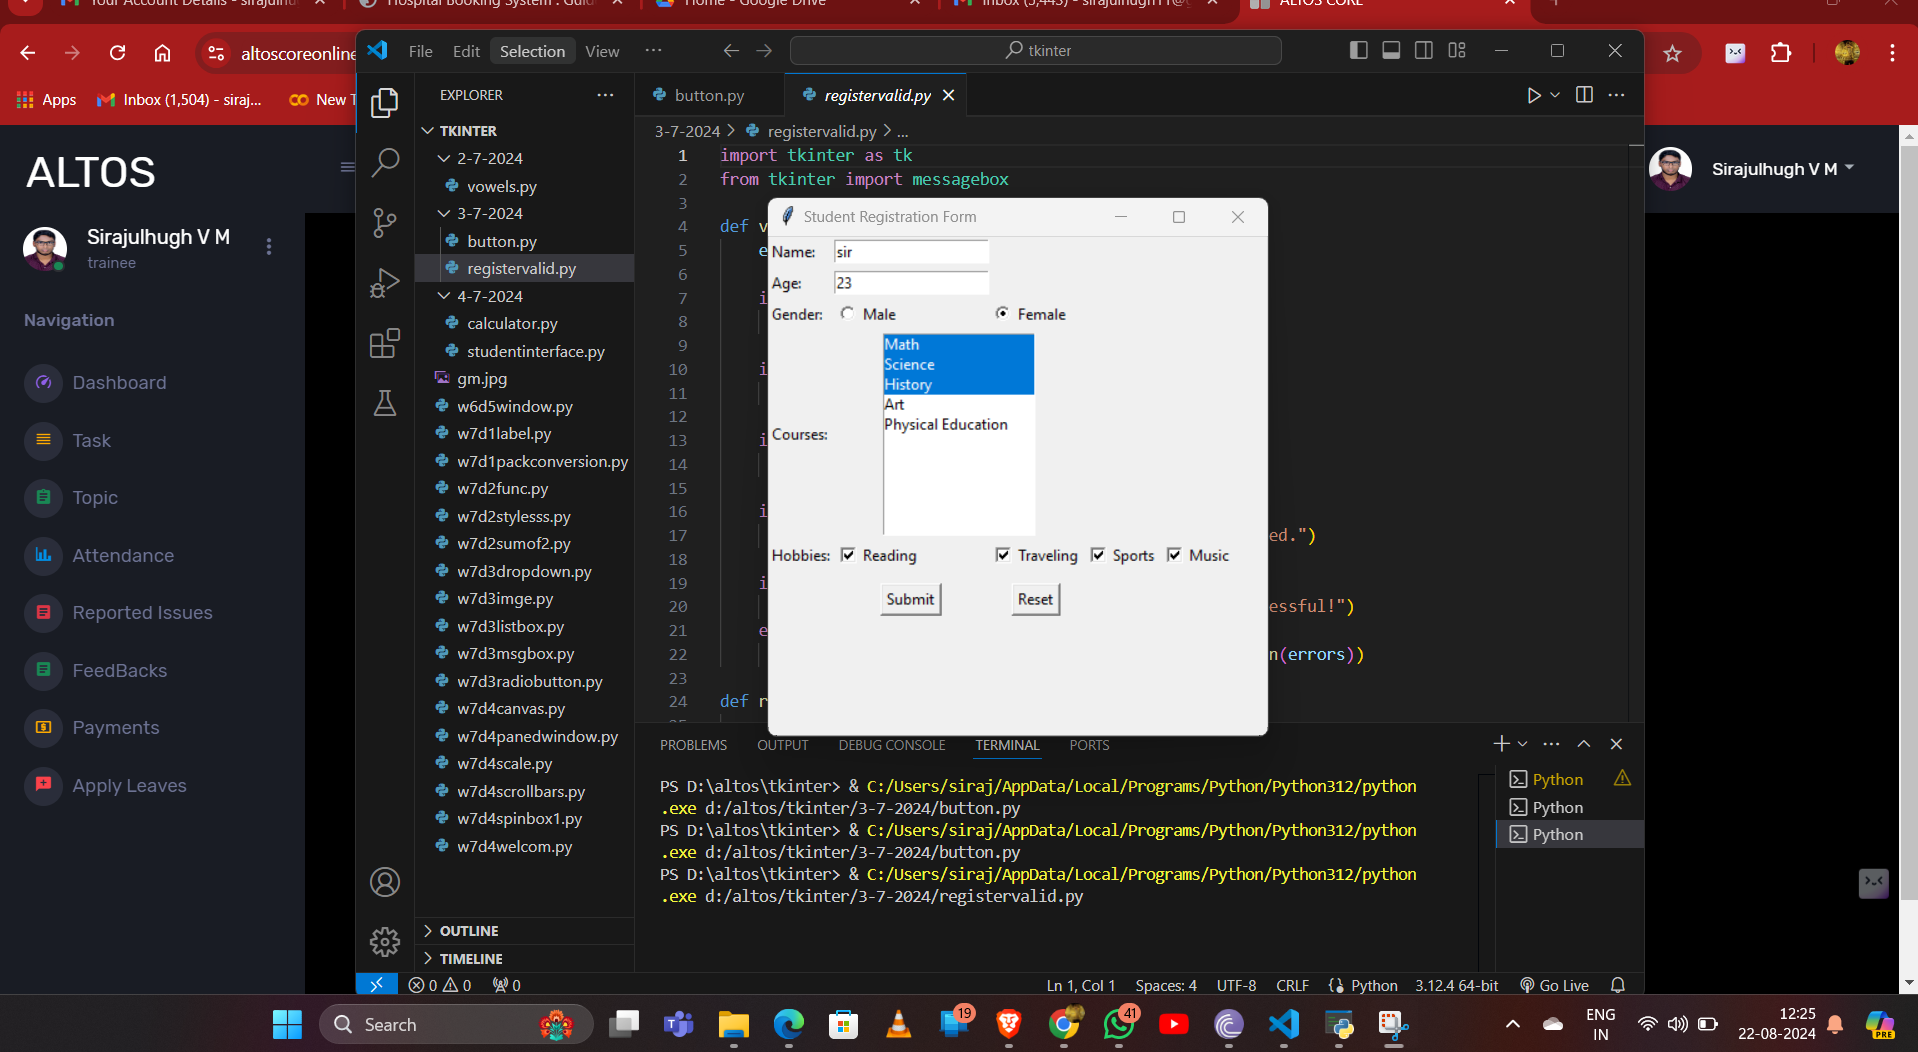 Your Account Details - sirajulhu
Hospital Booking System : Guid
Home - Google Drive
Inbox (5,443) - sirajulhugh11@g
ALTOS CORE
altoscoreonline
Apps
Inbox (1,504) - siraj...
New T
ALTOS
Sirajulhugh V M
trainee
Navigation
Dashboard
Task
Topic
Attendance
Reported Issues
FeedBacks
Payments
Apply Leaves
Sirajulhugh V M
File Edit Selection View ...
tkinter
EXPLORER
TKINTER
2-7-2024
vowels.py
3-7-2024
button.py
registervalid.py
4-7-2024
calculator.py
studentinterface.py
gm.jpg
w6d5window.py
w7d1label.py
w7d1packconversion.py
w7d2func.py
w7d2stylesss.py
w7d2sumof2.py
w7d3dropdown.py
w7d3imge.py
w7d3listbox.py
w7d3msgbox.py
w7d3radiobutton.py
w7d4canvas.py
w7d4panedwindow.py
w7d4scale.py
w7d4scrollbars.py
w7d4spinbox1.py
w7d4welcom.py
OUTLINE
TIMELINE
button.py
registervalid.py
3-7-2024 > registervalid.py > ...
1 import tkinter as tk
2 from tkinter import messagebox
3
4 def v
5 e
6
7 i
8
9
10 i
11
12
13 i
14
15
16 i
17 ed.")
18
19 i
20 essful!")
21 e
22 n(errors))
23
24 def r
Student Registration Form
Name: sir
Age: 23
Gender: Male Female
Courses:
Math
Science
History
Art
Physical Education
Hobbies: Reading Traveling Sports Music
Submit Reset
PROBLEMS OUTPUT DEBUG CONSOLE TERMINAL PORTS
PS D:\altos\tkinter> & C:/Users/siraj/AppData/Local/Programs/Python/Python312/python
.exe d:/altos/tkinter/3-7-2024/button.py
PS D:\altos\tkinter> & C:/Users/siraj/AppData/Local/Programs/Python/Python312/python
.exe d:/altos/tkinter/3-7-2024/button.py
PS D:\altos\tkinter> & C:/Users/siraj/AppData/Local/Programs/Python/Python312/python
.exe d:/altos/tkinter/3-7-2024/registervalid.py
Python
Python
Python
0 0 0
Ln 1, Col 1 Spaces: 4 UTF-8 CRLF Python 3.12.4 64-bit Go Live
Search
19
41
ENG
IN
12:25
22-08-2024
PRE